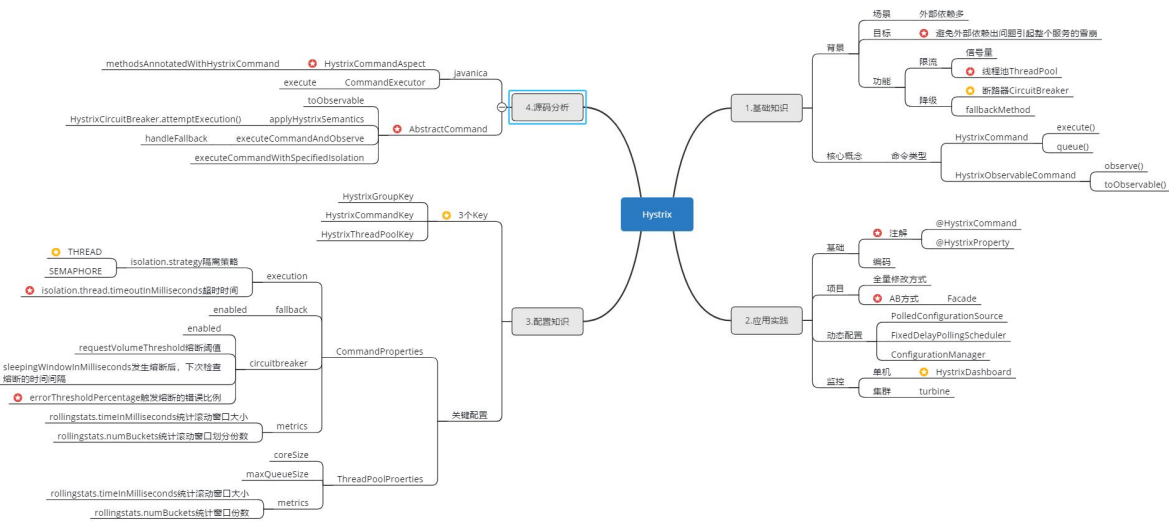 Hystrix
1.基础知识
背景
场景
外部依赖多
目标
避免外部依赖出问题引起整个服务的雪崩
功能
限流
信号量
线程池ThreadPool
降级
断路器CircuitBreaker
fallbackMethod
核心概念
命令类型
HystrixCommand
execute()
queue()
HystrixObservableCommand
observe()
toObservable()
2.应用实践
基础
注解
@HystrixCommand
@HystrixProperty
编码
项目
全量修改方式
AB方式
Facade
动态配置
PolledConfigurationSource
FixedDelayPollingScheduler
ConfigurationManager
监控
单机
HystrixDashboard
集群
turbine
3.配置知识
3个Key
HystrixGroupKey
HystrixCommandKey
HystrixThreadPoolKey
关键配置
CommandProperties
execution
isolation.strategy隔离策略
THREAD
SEMAPHORE
isolation.thread.timeoutInMilliseconds超时时间
fallback
enabled
circuitbreaker
enabled
requestVolumeThreshold熔断阈值
sleepingWindowInMilliseconds发生熔断后，下次检查
熔断的时间间隔
errorThresholdPercentage触发熔断的错误比例
metrics
rollingstats.timeInMilliseconds统计滚动窗口大小
rollingstats.numBuckets统计滚动窗口划分份数
ThreadPoolProerties
coreSize
maxQueueSize
metrics
rollingstats.timeInMilliseconds统计滚动窗口大小
rollingstats.numBuckets统计窗口份数
4.源码分析
javanica
HystrixCommandAspect
methodsAnnotatedWithHystrixCommand
CommandExecutor
execute
AbstractCommand
toObservable
applyHystrixSemantics
HystrixCircuitBreaker.attemptExecution()
executeCommandAndObserve
handleFallback
executeCommandWithSpecifiedIsolation